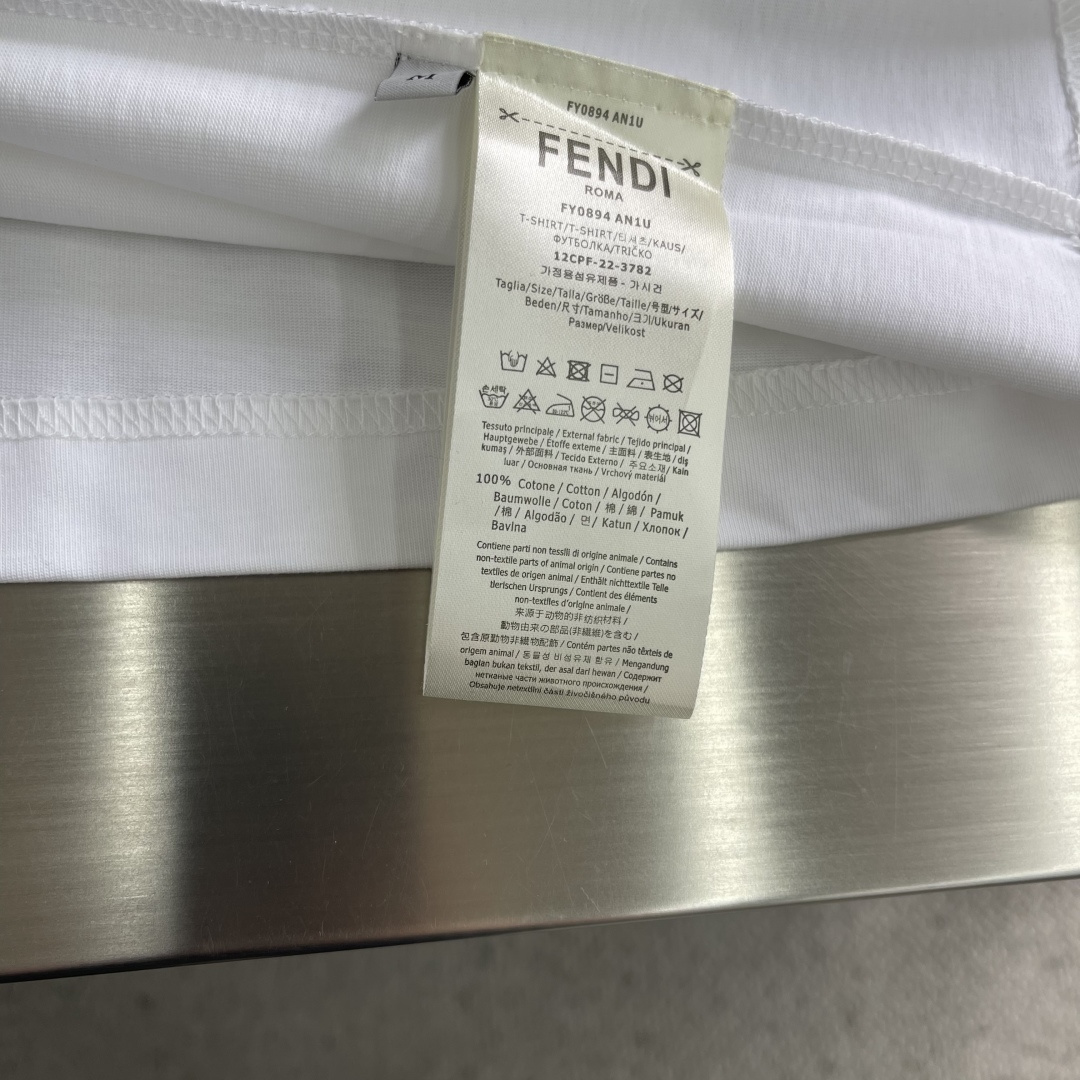 M
FY0894 AN1U
FENDI
ROMA
FY0894 AN1U
T-SHIRT/T-SHIRT/티셔츠/KAUS/
ФУТБОЛКА/TRIČKO
12CPF-22-3782
가정용섬유제품 - 가시건
Taglia/Size/Talla/Größe/Taille/号型/サイズ/
Beden/尺寸/Tamanho/크기/Ukuran
Размер/Velikost
손세탁
드라이
Tessuto principale / External fabric / Tejido principal /
Hauptgewebe / Étoffe externe / 主面料 / 表生地 / diş
kumaş / 外部面料 / Tecido Externo / 주요소재/ Kain
luar / Основная ткань / Vrchový materiál
100% Cotone / Cotton / Algodón /
Baumwolle / Coton / 棉 / 綿 / Pamuk
/棉 / Algodão / 면/ Katun / Хлопок /
Bavlna
Contiene parti non tessili di origine animale / Contains
non-textile parts of animal origin / Contiene partes no
textiles de origen animal / Enthält nichttextile Teile
tierischen Ursprungs / Contient des éléments
non-textiles d'origine animale /
来源于动物的非纺织材料 /
動物由来の部品(非繊維)を含む /
包含原動物非纖物配飾 / Contém partes não têxteis de
origem animal / 동물성 비섬유재 함유 / Mengandung
bagian bukan tekstil, der asal dari hewan / Содержит
нетканые части животного происхождения /
Obsahuje netextilní části živočišného původu